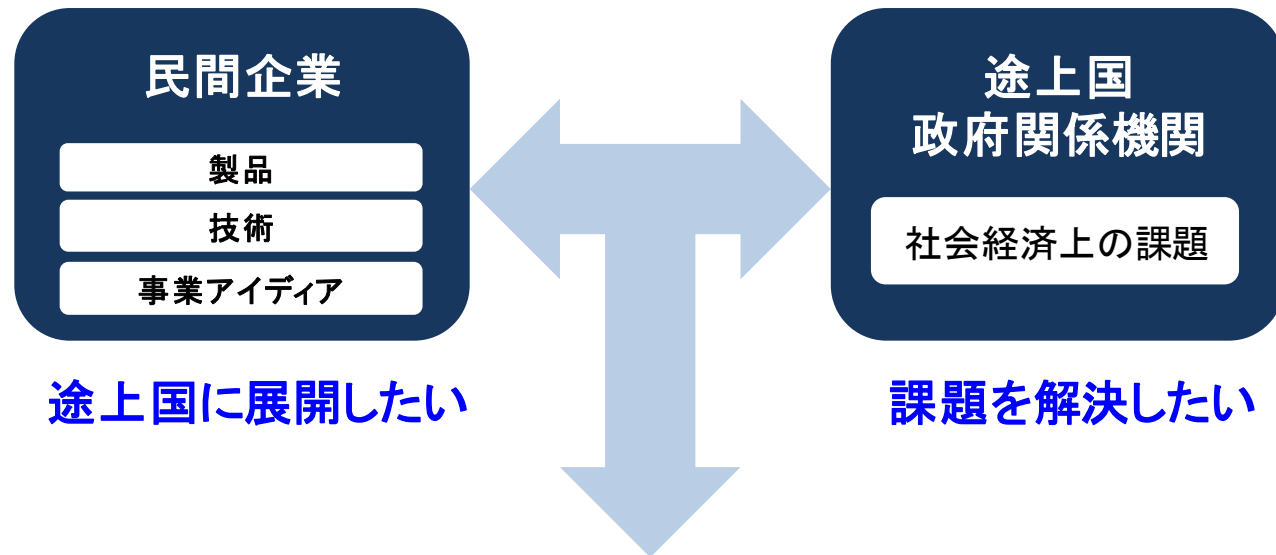 民間企業
製品
技術
事業アイディア
途上国に展開したい
途上国
政府関係機関
社会経済上の課題
課題を解決したい